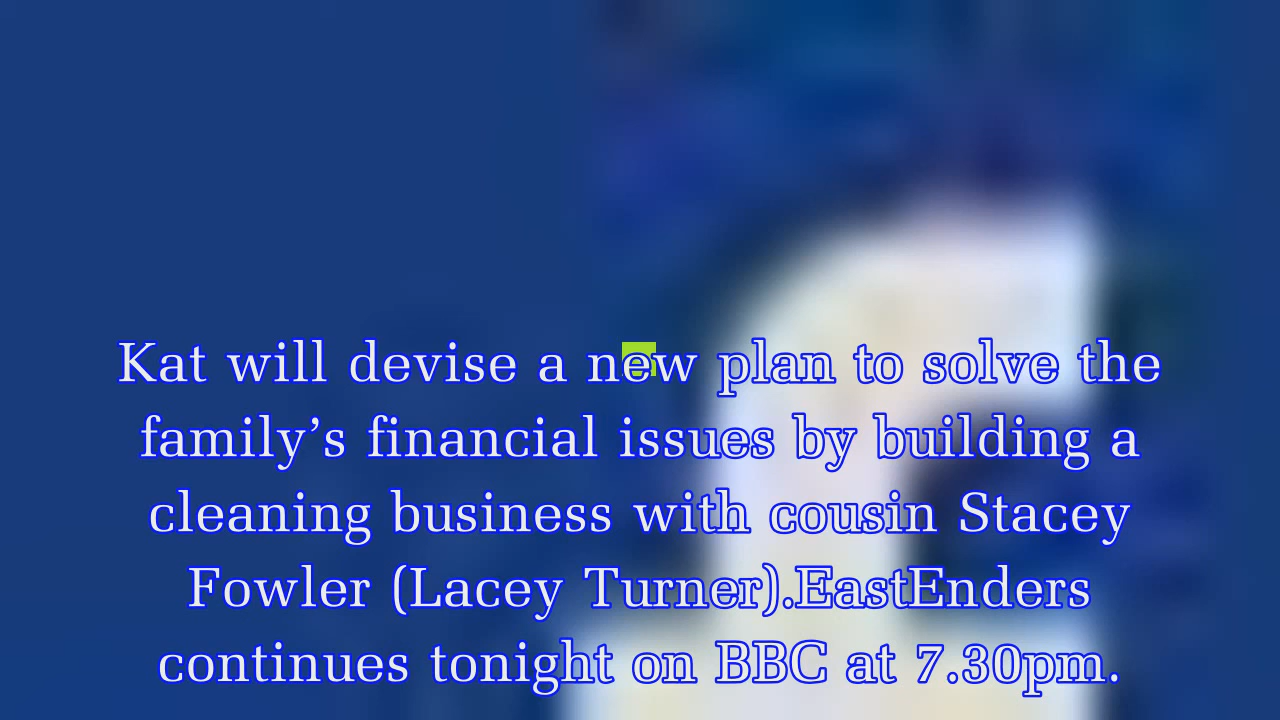 Kat will devise a new plan to solve the
family’s financial issues by building a
cleaning business with cousin Stacey
Fowler (Lacey Turner).EastEnders
continues tonight on BBC at 7.30pm.